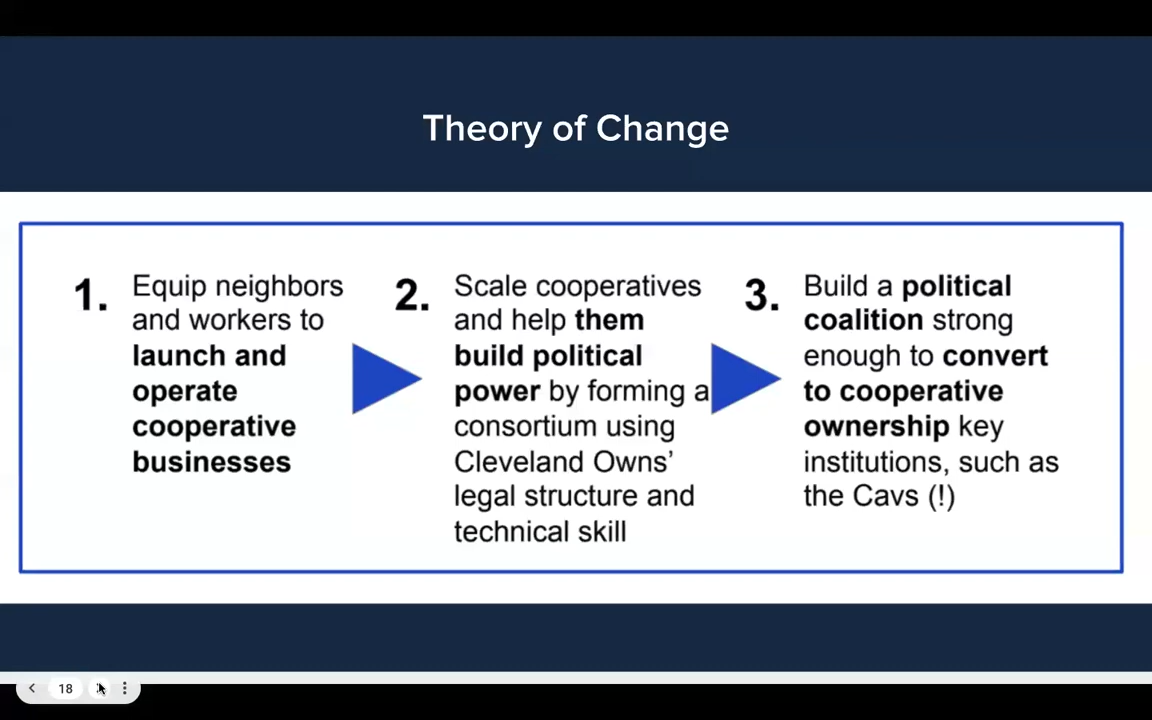 Theory of Change
1.
Equip neighbors
and workers to
launch and
operate
cooperative
businesses
2.
Scale cooperatives
and help them
build political
power by forming a
consortium using
Cleveland Owns’
legal structure and
technical skill
3.
Build a political
coalition strong
enough to convert
to cooperative
ownership key
institutions, such as
the Cavs (!)
18